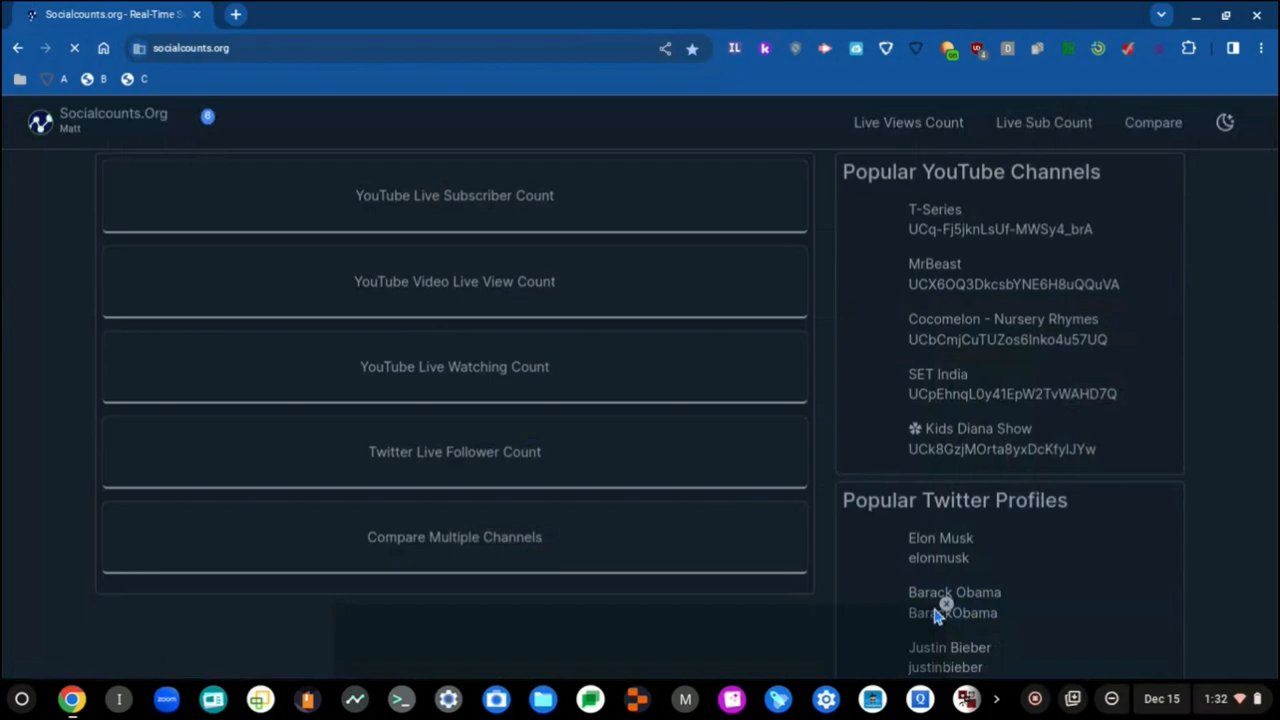 Socialcounts.org - Real-Time S
socialcounts.org
A
B
C
Socialcounts.Org
Matt
6
Live Views Count
Live Sub Count
Compare
YouTube Live Subscriber Count
YouTube Video Live View Count
YouTube Live Watching Count
Twitter Live Follower Count
Compare Multiple Channels
Popular YouTube Channels
T-Series
UCq-Fj5jknLsUf-MWSy4_brA
MrBeast
UCX6OQ3DkcsbYNE6H8uQQuVA
Cocomelon - Nursery Rhymes
UCbCmjCuTUZos6Inko4u57UQ
SET India
UCpEhnqL0y41EpW2TvWAHD7Q
✿ Kids Diana Show
UCk8GzjMOrta8yxDcKfylJYw
Popular Twitter Profiles
Elon Musk
elonmusk
Barack Obama
BarackObama
Justin Bieber
justinbieber
zoom
Dec 15
1:32